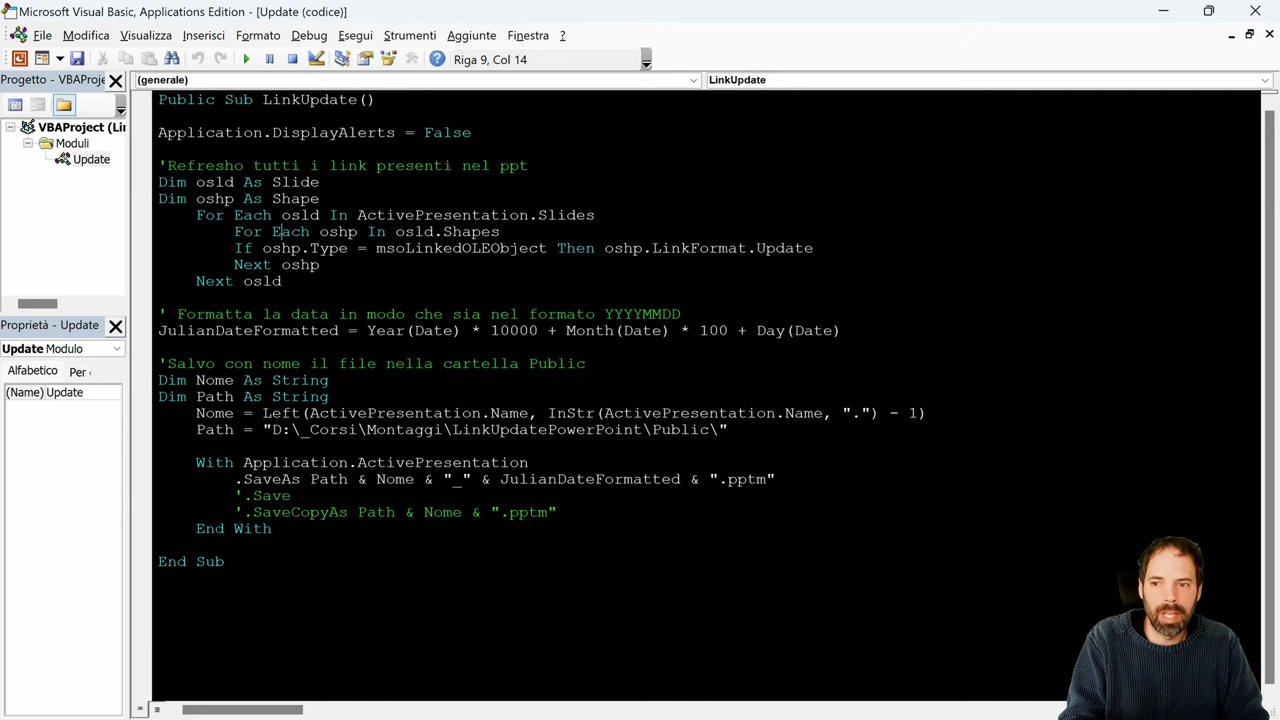 Microsoft Visual Basic, Applications Edition - [Update (codice)]
File Modifica Visualizza Inserisci Formato Debug Esegui Strumenti Aggiunte Finestra ?
Riga 9, Col 14
Progetto - VBAProje
(generale)
LinkUpdate
VBAProject (Lin
Moduli
Update
Proprietà - Update
Update Modulo
Alfabetico Per
(Name) Update
Public Sub LinkUpdate()
Application.DisplayAlerts = False
'Refresho tutti i link presenti nel ppt
Dim osld As Slide
Dim oshp As Shape
For Each osld In ActivePresentation.Slides
For Each oshp In osld.Shapes
If oshp.Type = msoLinkedOLEObject Then oshp.LinkFormat.Update
Next oshp
Next osld
' Formatta la data in modo che sia nel formato YYYYMMDD
JulianDateFormatted = Year(Date) * 10000 + Month(Date) * 100 + Day(Date)
'Salvo con nome il file nella cartella Public
Dim Nome As String
Dim Path As String
Nome = Left(ActivePresentation.Name, InStr(ActivePresentation.Name, ".") - 1)
Path = "D:\_Corsi\Montaggi\LinkUpdatePowerPoint\Public\"
With Application.ActivePresentation
.SaveAs Path & Nome & "_" & JulianDateFormatted & ".pptm"
'.Save
'.SaveCopyAs Path & Nome & ".pptm"
End With
End Sub